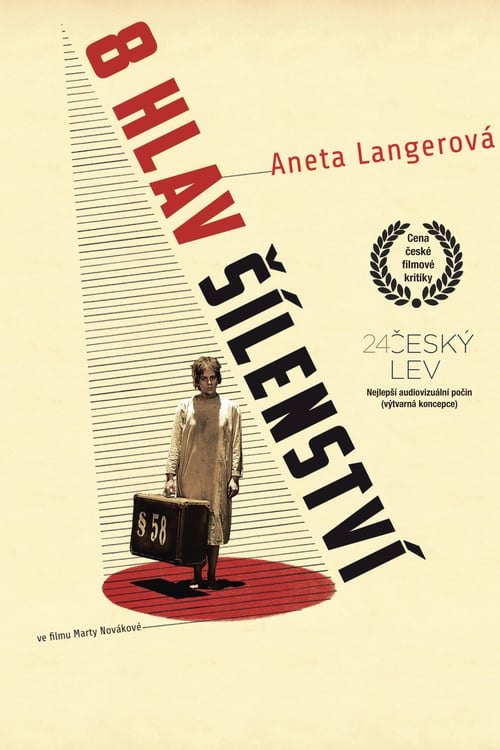 8 HLAV
ŠÍLENSTVÍ
Aneta Langerová
Cena
české
filmové
kritiky
24ČESKÝ
LEV
Nejlepší audiovizuální počin
(výtvarná koncepce)
§ 58
ve filmu Marty Novákové